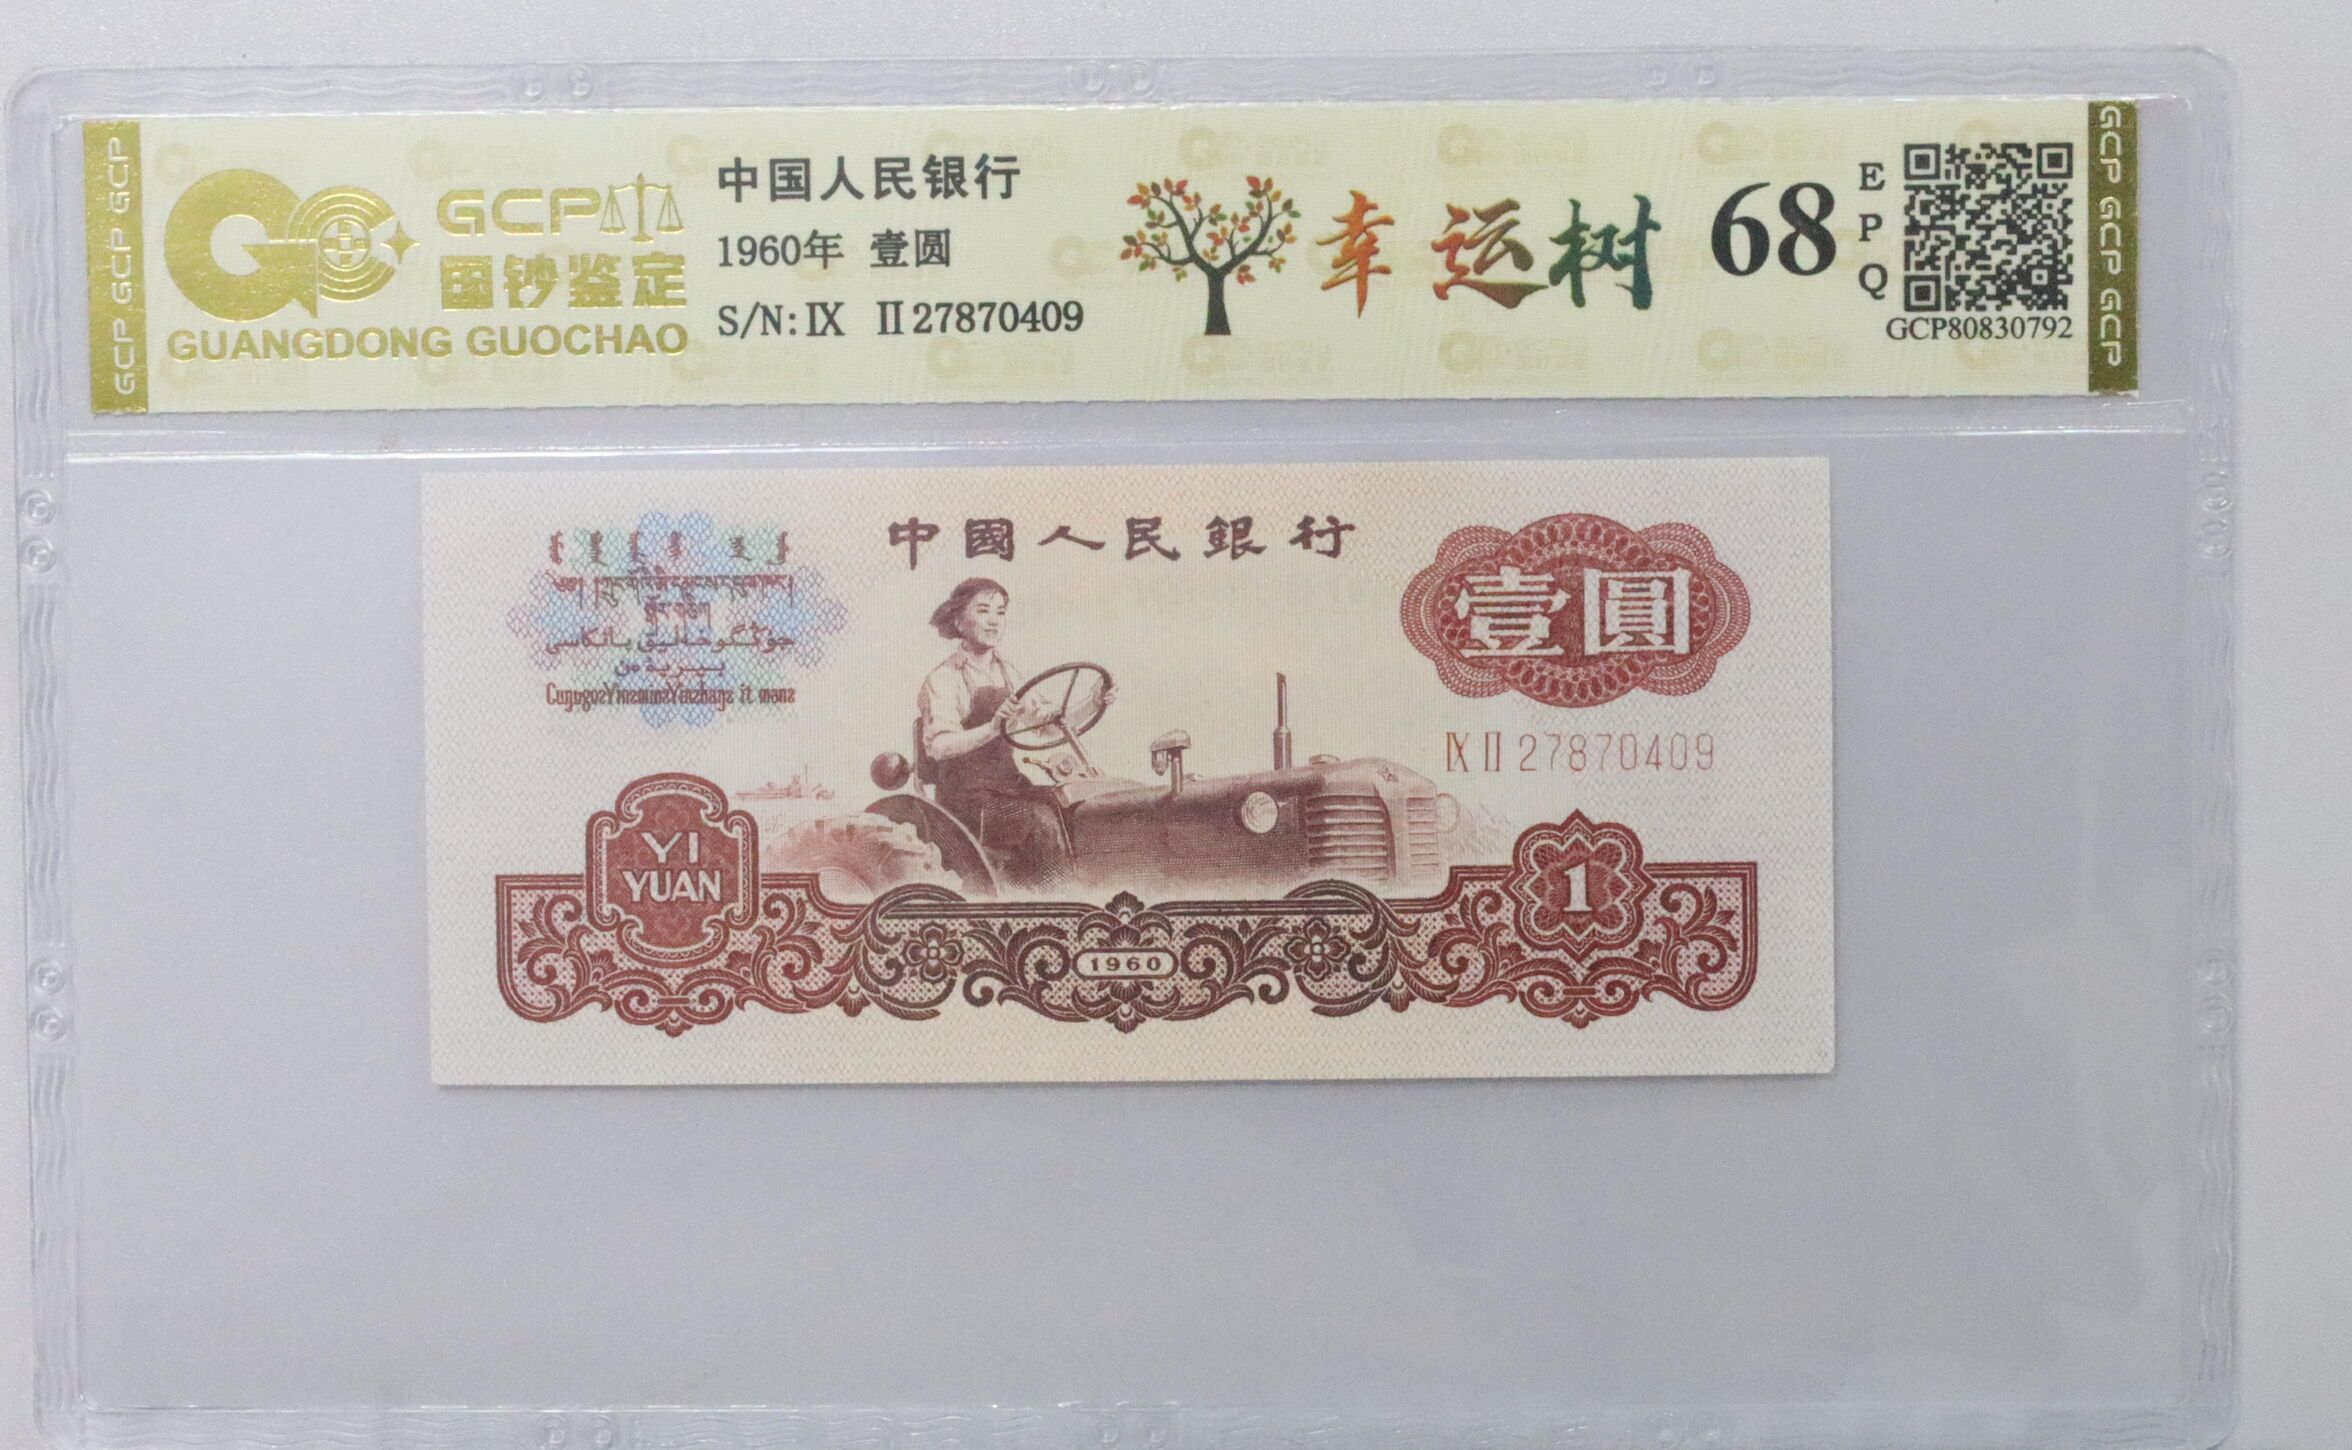 GCP GCP GCP
GCP
国钞鉴定
GUANGDONG GUOCHAO
中国人民银行
1960年 壹圆
S/N: IX II 27870409
幸运树
68
EPQ
GCP80830792
GCP GCP GCP
中國人民銀行
壹圓
IX II 27870409
YI
YUAN
1960
1